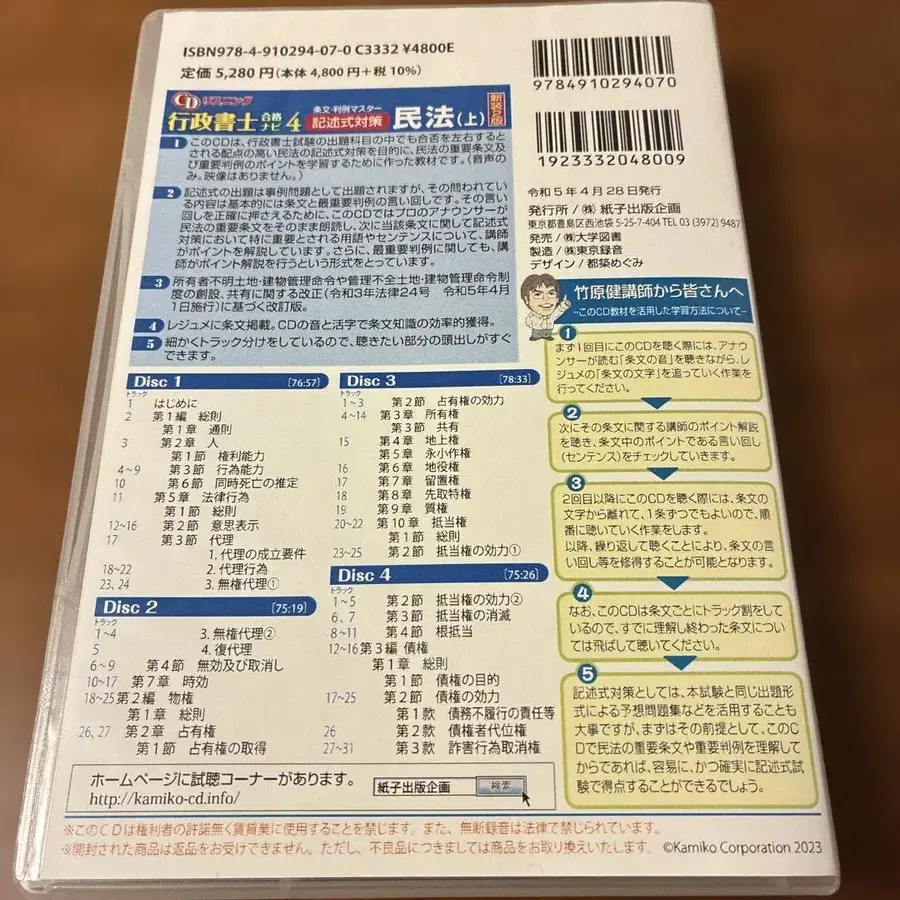 ISBN978-4-910294-07-0 C3332 ¥4800E
定価 5,280 円(本体 4,800 円＋税 10%)
9784910294070
1923332048009
CDリスニング
行政書士 合格ナビ 4 条文・判例マスター 記述式対策 民法(上) 新装2版
1 このCDは、行政書士試験の出題科目の中でも合否を左右すると
される配点の高い民法の記述式対策を目的に、民法の重要条文及
び重要判例のポイントを学習するために作った教材です。(音声の
み。映像はありません。)
2 記述式の出題は事例問題として出題されますが、その問われてい
る内容は基本的には条文と最重要判例の言い回しです。その言い
回しを正確に押さえるために、このCDではプロのアナウンサーが
民法の重要条文をそのまま朗読し、次に当該条文に関して記述式
対策において特に重要とされる用語やセンテンスについて、講師
がポイントを解説しています。さらに、最重要判例に関しても、講
師がポイント解説を行うという形式をとっています。
3 所有者不明土地・建物管理命令や管理不全土地・建物管理命令制
度の創設、共有に関する改正(令和3年法律24号 令和5年4月
1日施行)に基づく改訂版。
4 レジュメに条文掲載。CDの音と活字で条文知識の効率的獲得。
5 細かくトラック分けをしているので、聴きたい部分の頭出しがすぐ
できます。
令和5年4月28日発行
発行所/㈱ 紙子出版企画
東京都豊島区西池袋 5-25-7-404 TEL 03 (3972) 9487
発売/㈱大学図書
製造/㈱東京録音
デザイン/都築めぐみ
Disc 1 [76:57]
トラック
1 はじめに
2 第1編 総則
第1章 通則
3 第2章 人
第1節 権利能力
4~9 第3節 行為能力
10 第6節 同時死亡の推定
11 第5章 法律行為
第1節 総則
12~16 第2節 意思表示
17 第3節 代理
1. 代理の成立要件
18~22 2. 代理行為
23, 24 3. 無権代理①
Disc 2 [75:19]
トラック
1~4 3. 無権代理②
5 4. 復代理
6~9 第4節 無効及び取消し
10~17 第7章 時効
18~25 第2編 物権
第1章 総則
26, 27 第2章 占有権
第1節 占有権の取得
Disc 3 [78:33]
トラック
1~3 第2節 占有権の効力
4~14 第3章 所有権
第3節 共有
15 第4章 地上権
第5章 永小作権
16 第6章 地役権
17 第7章 留置権
18 第8章 先取特権
19 第9章 質権
20~22 第10章 抵当権
第1節 総則
23~25 第2節 抵当権の効力①
Disc 4 [75:26]
トラック
1~5 第2節 抵当権の効力②
6, 7 第3節 抵当権の消滅
8~11 第4節 根抵当
12~16 第3編 債権
第1章 総則
第1節 債権の目的
17~25 第2節 債権の効力
第1款 債務不履行の責任等
26 第2款 債権者代位権
27~31 第3款 詐害行為取消権
竹原健講師から皆さんへ
--このCD教材を活用した学習方法について--
1
まず1回目にこのCDを聴く際には、アナウ
ンサーが読む「条文の音」を聴きながら、レ
ジュメの「条文の文字」を追っていく作業を
行ってください。
2
次にその条文に関する講師のポイント解説
を聴き、条文中のポイントである言い回し
(センテンス)をチェックしていきます。
3
2回目以降にこのCDを聴く際には、条文の
文字から離れて、1条ずつでもよいので、順
番に聴いていく作業をします。
以降、繰り返して聴くことにより、条文の言
い回し等を修得することが可能となります。
4
なお、このCDは条文ごとにトラック割をして
いるので、すでに理解し終わった条文につい
ては飛ばして聴いてください。
5
記述式対策としては、本試験と同じ出題形
式による予想問題集などを活用することも
大事ですが、まずはその前提として、このC
Dで民法の重要条文や重要判例を理解して
からであれば、容易に、かつ確実に記述式試
験で得点することができるでしょう。
ホームページに試聴コーナーがあります。
http://kamiko-cd.info/
紙子出版企画 検索
※このCDは権利者の許諾無く賃貸業に使用することを禁じます。また、無断録音は法律で禁じられています。
※開封された商品は返品をお受けできません。ただし、不良品につきましては商品をお取り換えいたします。
©Kamiko Corporation 2023